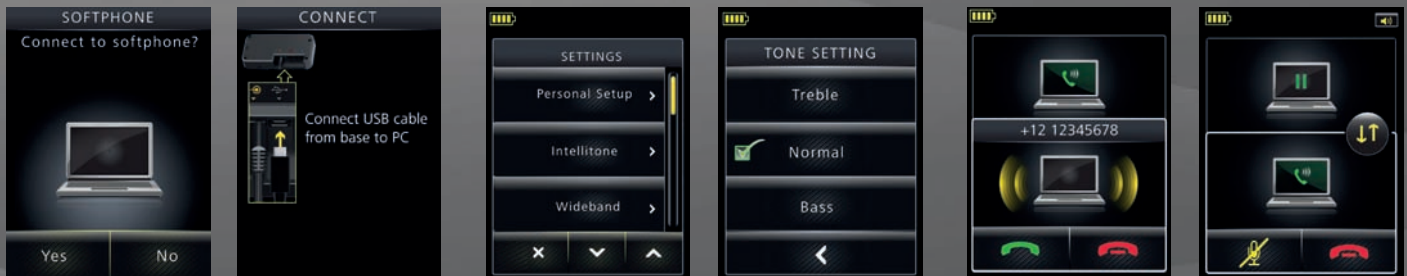 SOFTPHONE
Connect to softphone?
Yes No
CONNECT
Connect USB cable
from base to PC
SETTINGS
Personal Setup
Intellitone
Wideband
TONE SETTING
Treble
Normal
Bass
+12 12345678